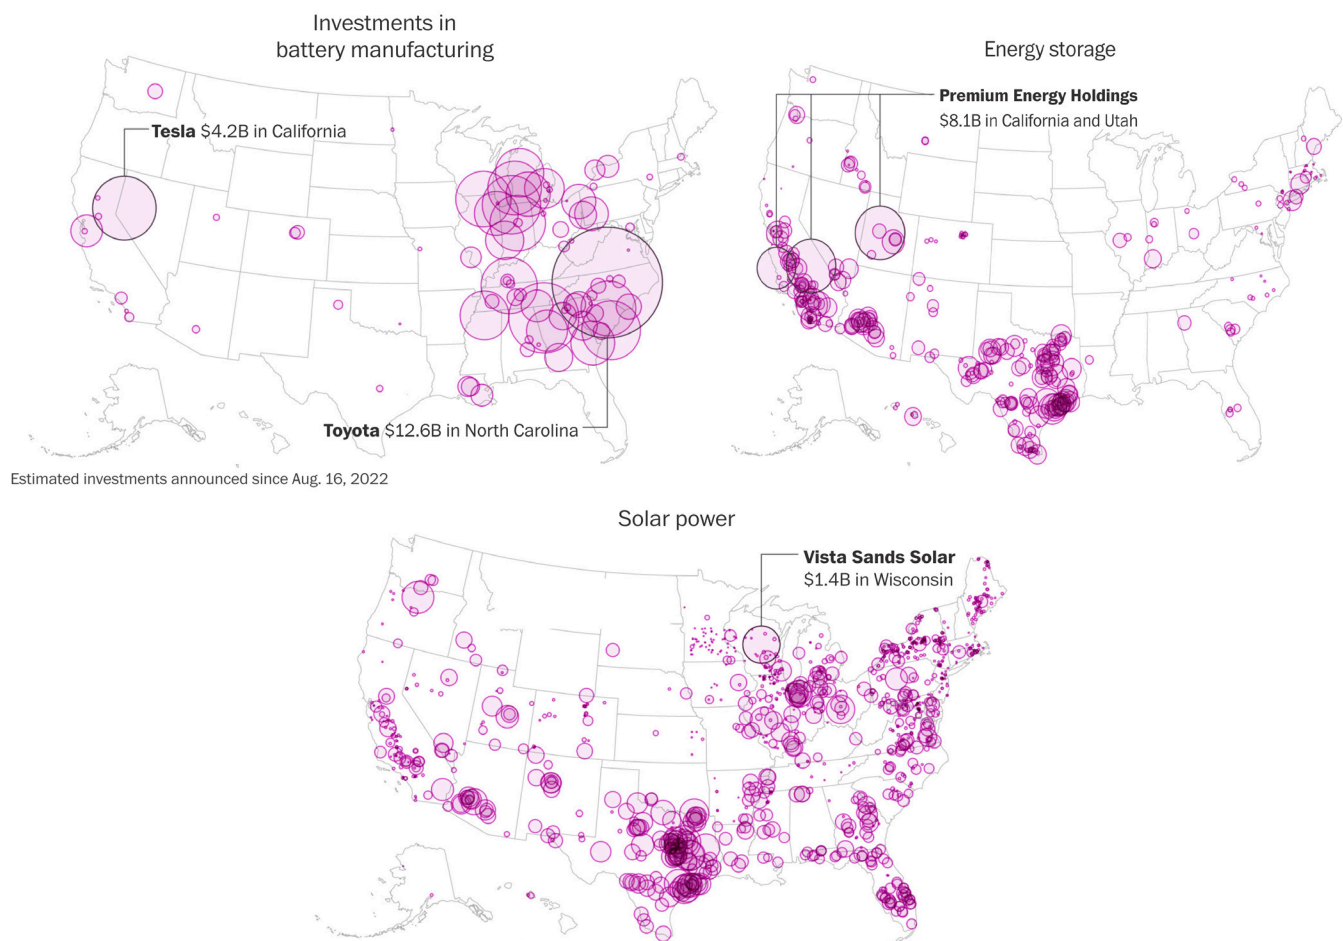 Investments in
battery manufacturing
Tesla $4.2B in California
Toyota $12.6B in North Carolina
Estimated investments announced since Aug. 16, 2022
Energy storage
Premium Energy Holdings
$8.1B in California and Utah
Solar power
Vista Sands Solar
$1.4B in Wisconsin